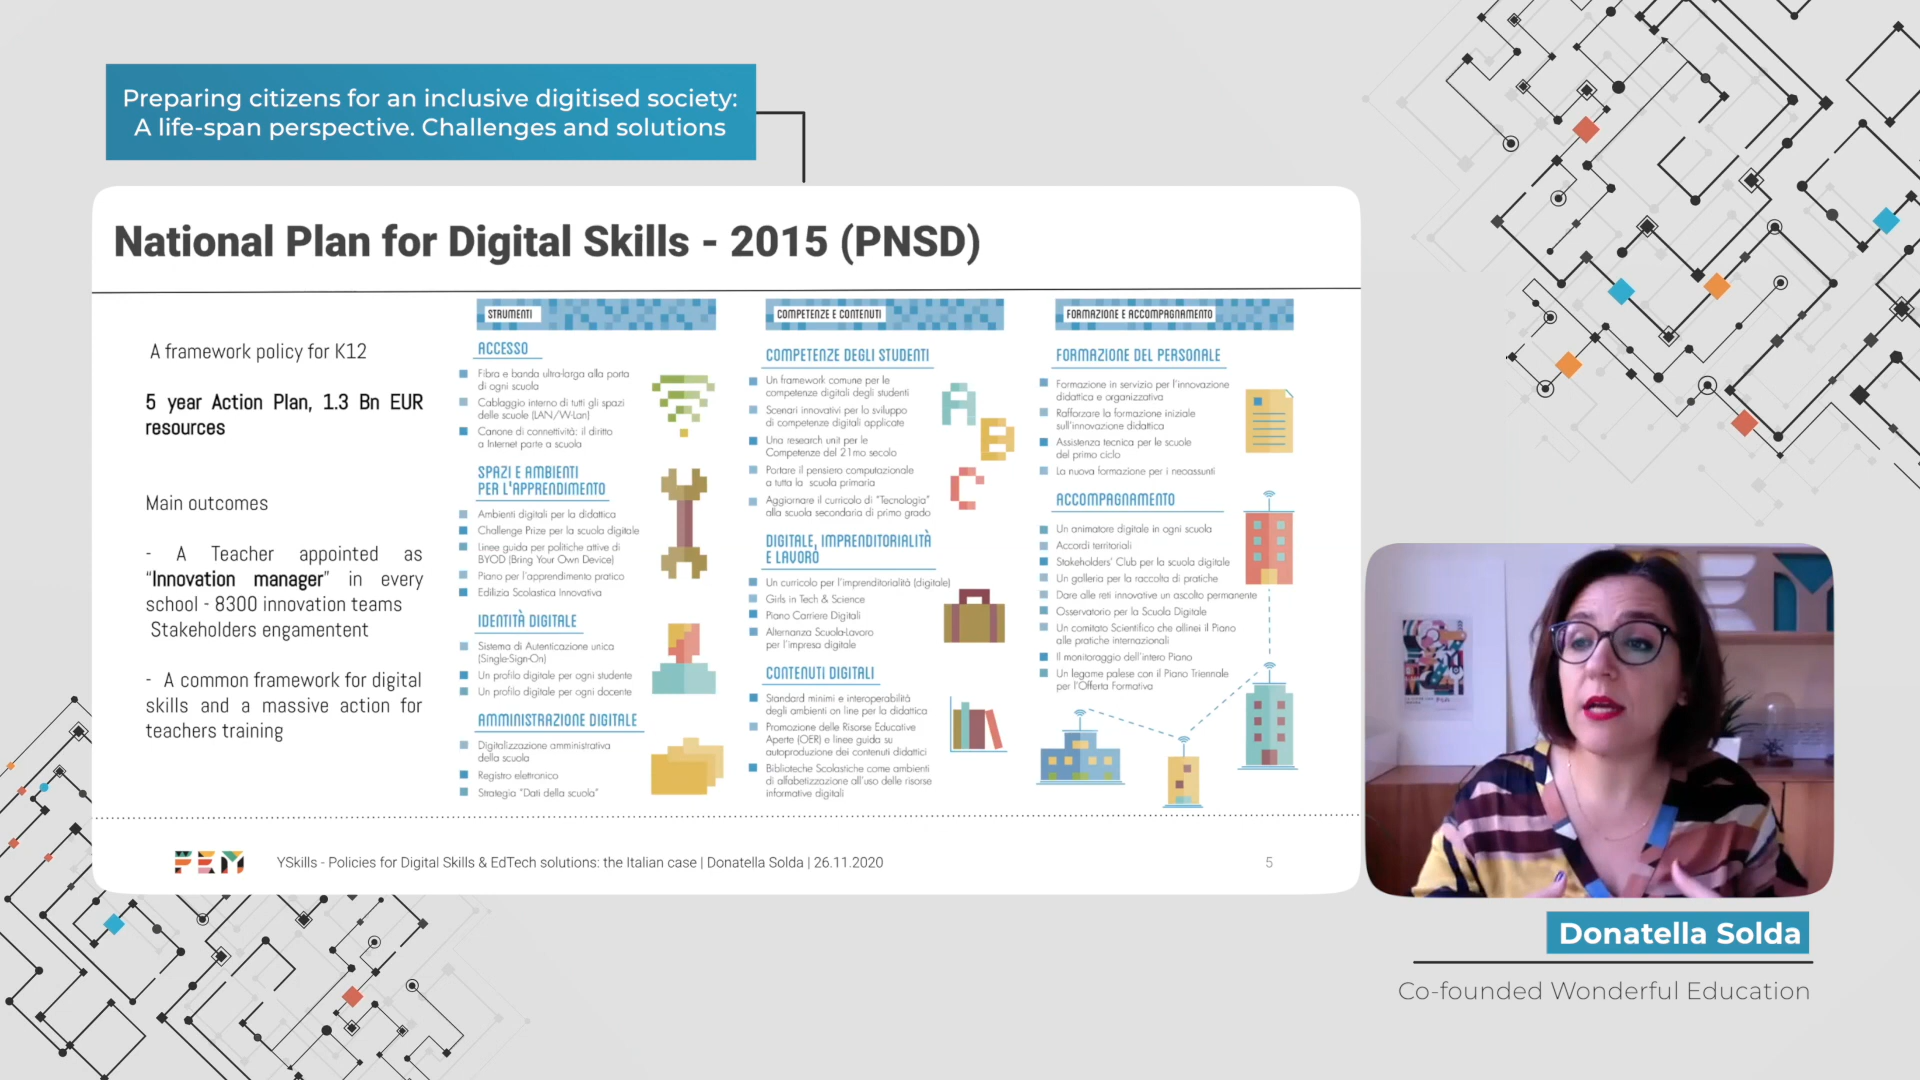 Preparing citizens for an inclusive digitised society:
A life-span perspective. Challenges and solutions
National Plan for Digital Skills - 2015 (PNSD)
A framework policy for K12
5 year Action Plan, 1.3 Bn EUR
resources
Main outcomes
- A Teacher appointed as
“Innovation manager” in every
school - 8300 innovation teams
Stakeholders engamentent
- A common framework for digital
skills and a massive action for
teachers training
STRUMENTI
ACCESSO
Fibra e banda ultra-larga alla porta
di ogni scuola
Cablaggio interno di tutti gli spazi
delle scuole (LAN/W-Lan)
Canone di connettività: il diritto
a Internet parte a scuola
SPAZI E AMBIENTI
PER L'APPRENDIMENTO
Ambienti digitali per la didattica
Challenge Prize per la scuola digitale
Linee guida per politiche attive di
BYOD (Bring Your Own Device)
Piano per l'apprendimento pratico
Edilizia Scolastica Innovativa
IDENTITÀ DIGITALE
Sistema di Autenticazione unica
(Single-Sign-On)
Un profilo digitale per ogni studente
Un profilo digitale per ogni docente
AMMINISTRAZIONE DIGITALE
Digitalizzazione amministrativa
della scuola
Registro elettronico
Strategia "Dati della scuola"
COMPETENZE E CONTENUTI
COMPETENZE DEGLI STUDENTI
Un framework comune per le
competenze digitali degli studenti
Scenari innovativi per lo sviluppo
di competenze digitali applicate
Una research unit per le
Competenze del 21mo secolo
Portare il pensiero computazionale
a tutta la scuola primaria
Aggiornare il curricolo di "Tecnologia"
alla scuola secondaria di primo grado
A
B
C
DIGITALE, IMPRENDITORIALITÀ
E LAVORO
Un curricolo per l'imprenditorialità (digitale)
Girls in Tech & Science
Piano Carriere Digitali
Alternanza Scuola-Lavoro
per l'impresa digitale
CONTENUTI DIGITALI
Standard minimi e interoperabilità
degli ambienti on line per la didattica
Promozione delle Risorse Educative
Aperte (OER) e linee guida su
autoproduzione dei contenuti didattici
Biblioteche Scolastiche come ambienti
di alfabetizzazione all'uso delle risorse
informative digitali
FORMAZIONE E ACCOMPAGNAMENTO
FORMAZIONE DEL PERSONALE
Formazione in servizio per l'innovazione
didattica e organizzativa
Rafforzare la formazione iniziale
sull'innovazione didattica
Assistenza tecnica per le scuole
del primo ciclo
La nuova formazione per i neoassunti
ACCOMPAGNAMENTO
Un animatore digitale in ogni scuola
Accordi territoriali
Stakeholders' Club per la scuola digitale
Un galleria per la raccolta di pratiche
Dare alle reti innovative un ascolto permanente
Osservatorio per la Scuola Digitale
Un comitato Scientifico che allinei il Piano
alle pratiche internazionali
Il monitoraggio dell'intero Piano
Un legame palese con il Piano Triennale
per l'Offerta Formativa
FEM
YSkills - Policies for Digital Skills & EdTech solutions: the Italian case | Donatella Solda | 26.11.2020
5
Donatella Solda
Co-founded Wonderful Education